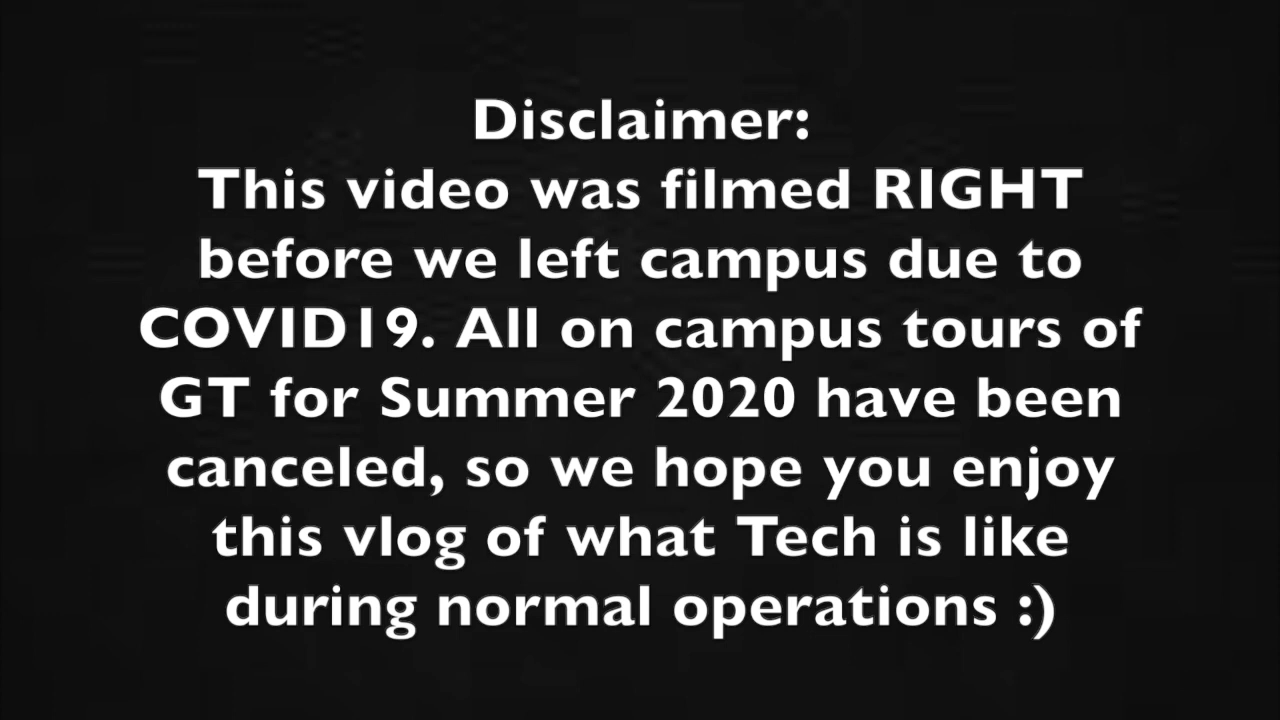 Disclaimer:
This video was filmed RIGHT
before we left campus due to
COVID19. All on campus tours of
GT for Summer 2020 have been
canceled, so we hope you enjoy
this vlog of what Tech is like
during normal operations :)